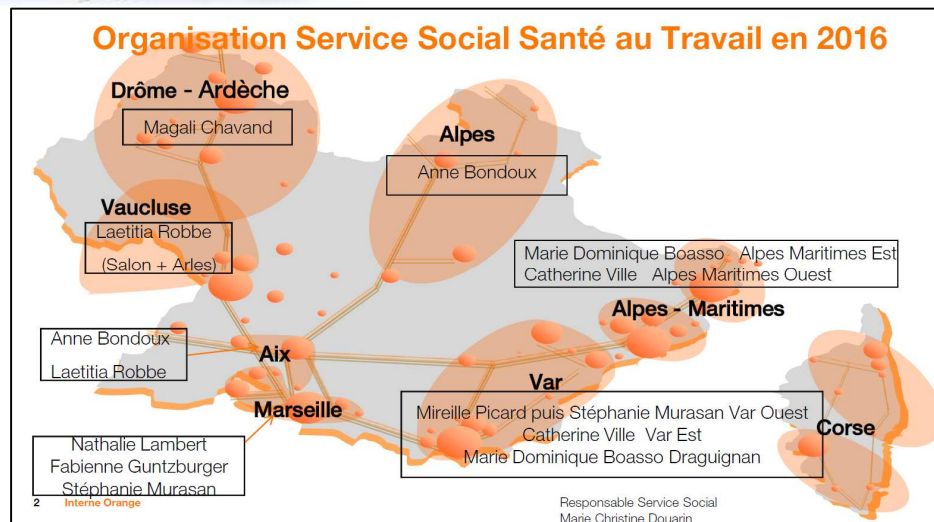 Organisation Service Social Santé au Travail en 2016
Drôme - Ardèche
Magali Chavand
Alpes
Anne Bondoux
Vaucluse
Laetitia Robbe
(Salon + Arles)
Marie Dominique Boasso Alpes Maritimes Est
Catherine Ville Alpes Maritimes Ouest
Alpes - Maritimes
Anne Bondoux
Laetitia Robbe
Aix
Var
Marseille
Mireille Picard puis Stéphanie Murasan Var Ouest
Catherine Ville Var Est
Marie Dominique Boasso Draguignan
Corse
Nathalie Lambert
Fabienne Guntzburger
Stéphanie Murasan
2 Interne Orange
Responsable Service Social
Marie Christine Douarin